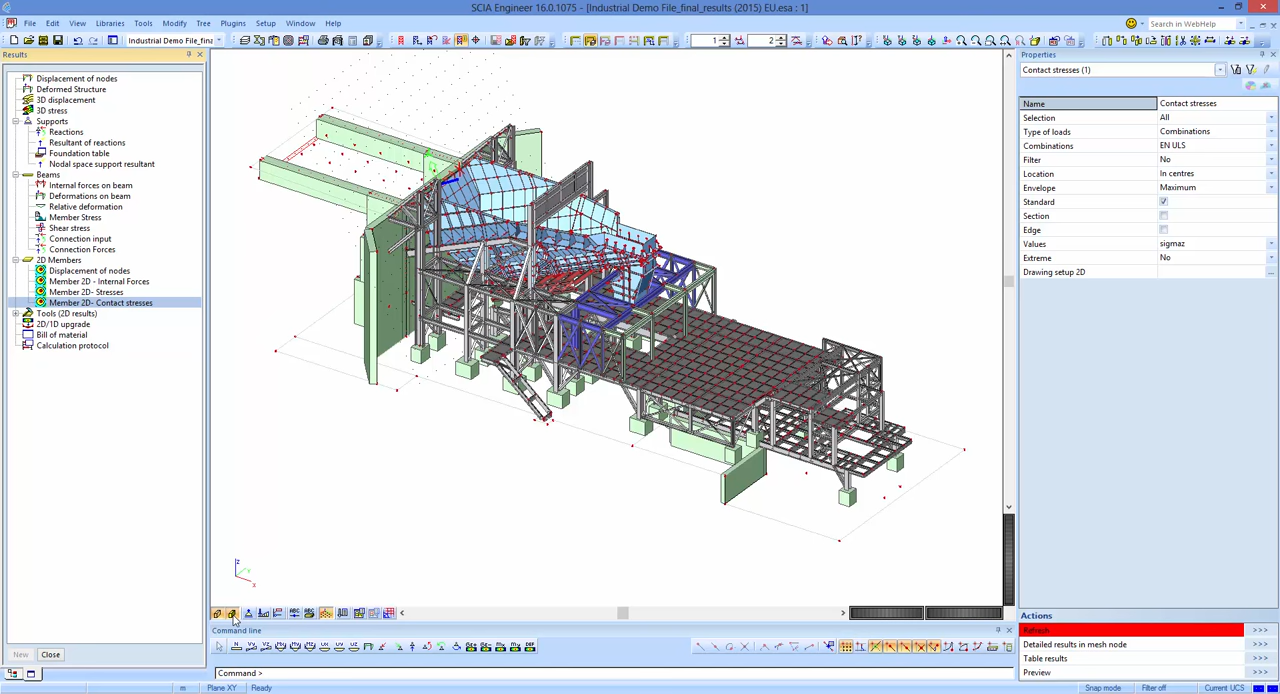 SCIA Engineer 16.0.1075 - [Industrial Demo File_final_results (2015) EU.esa : 1]
File Edit View Libraries Tools Modify Tree Plugins Setup Window Help
Search in WebHelp
Industrial Demo File_fina
1
2
Results
Displacement of nodes
Deformed Structure
3D displacement
3D stress
Supports
Reactions
Resultant of reactions
Foundation table
Nodal space support resultant
Beams
Internal forces on beam
Deformations on beam
Relative deformation
Member Stress
Shear stress
Connection input
Connection Forces
2D Members
Displacement of nodes
Member 2D - Internal Forces
Member 2D- Stresses
Member 2D- Contact stresses
Tools (2D results)
2D/1D upgrade
Bill of material
Calculation protocol
New Close
Properties
Contact stresses (1)
Name Contact stresses
Selection All
Type of loads Combinations
Combinations EN ULS
Filter No
Location In centres
Envelope Maximum
Standard
Section
Edge
Values sigmaz
Extreme No
Drawing setup 2D
Actions
Refresh >>>
Detailed results in mesh node >>>
Table results >>>
Preview >>>
Command line
Command >
m Plane XY Ready
Snap mode Filter off Current UCS